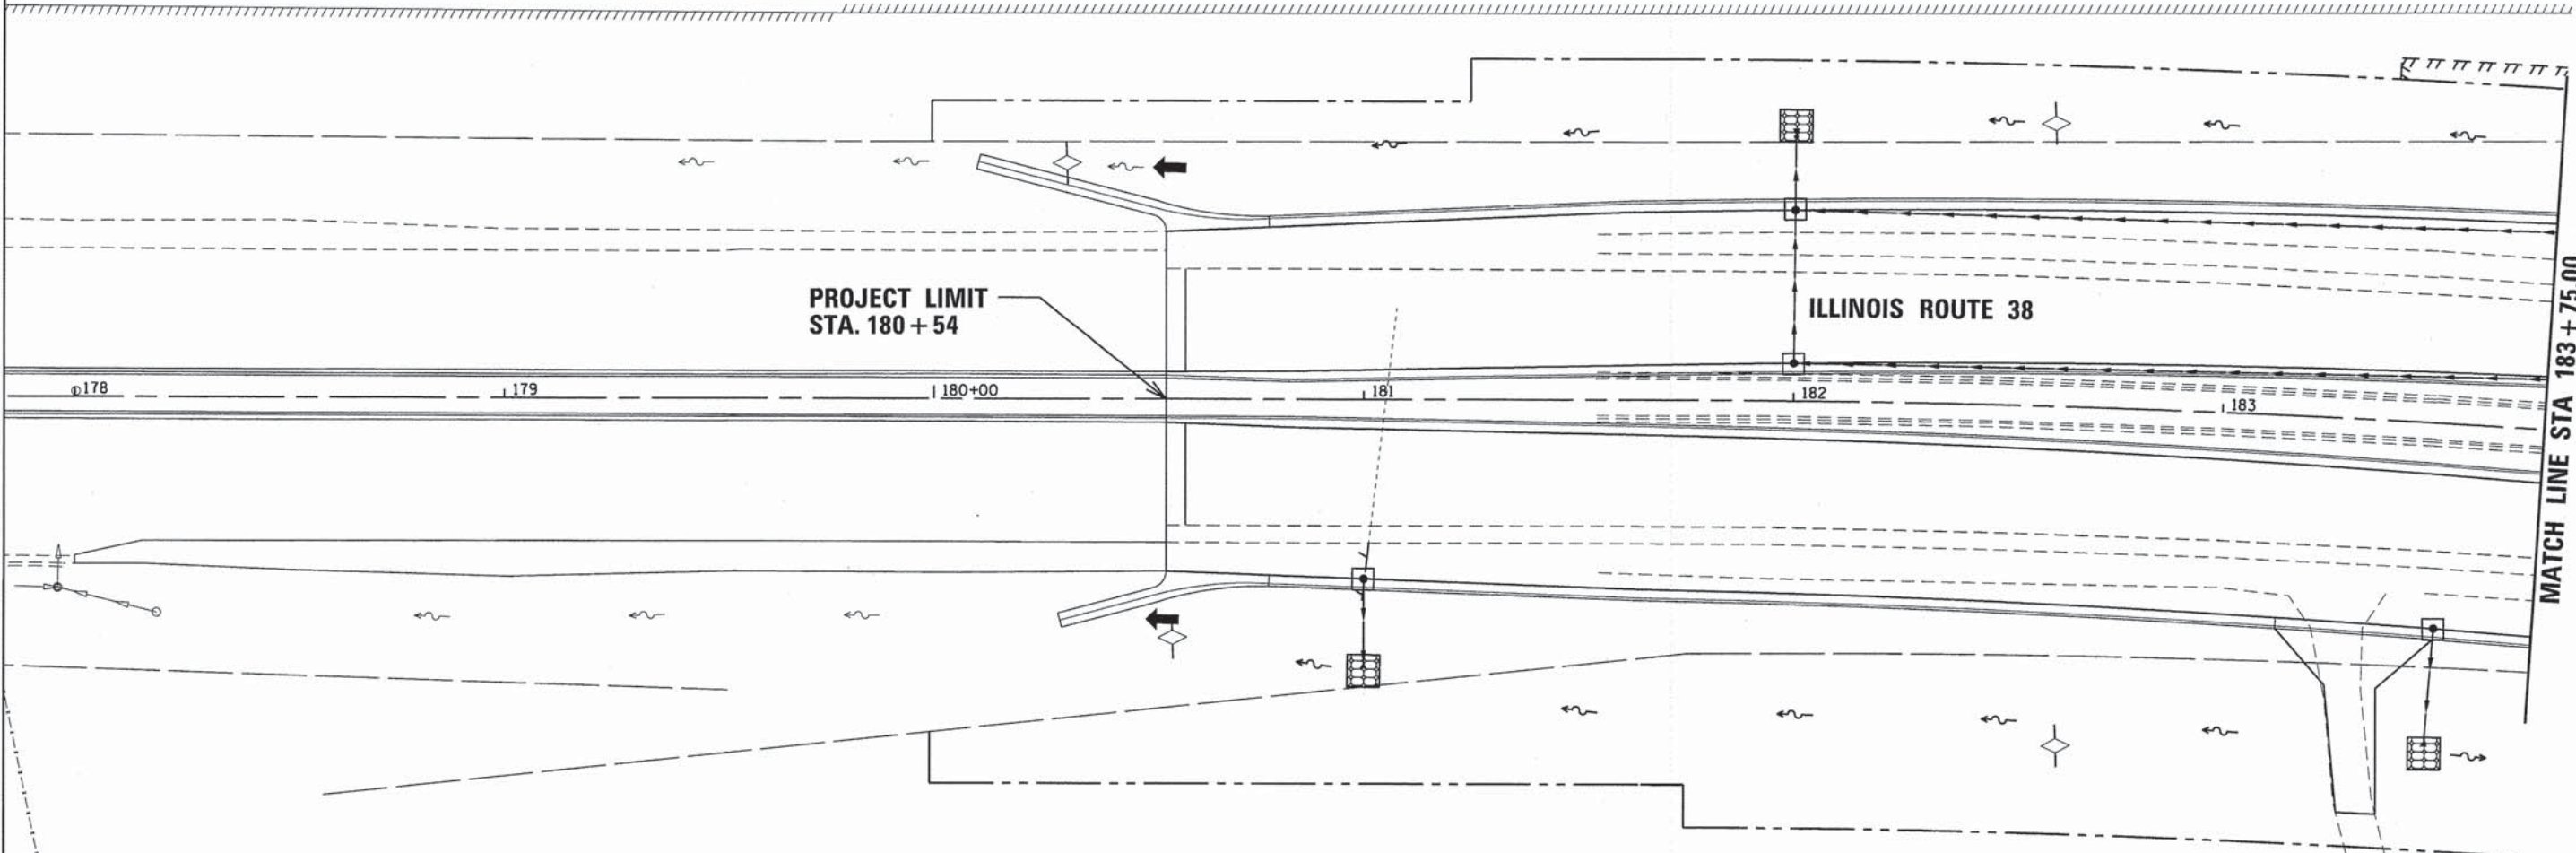 PROJECT LIMIT
STA. 180+54
ILLINOIS ROUTE 38
178
179
180+00
181
182
183
MATCH LINE STA 183+75.00